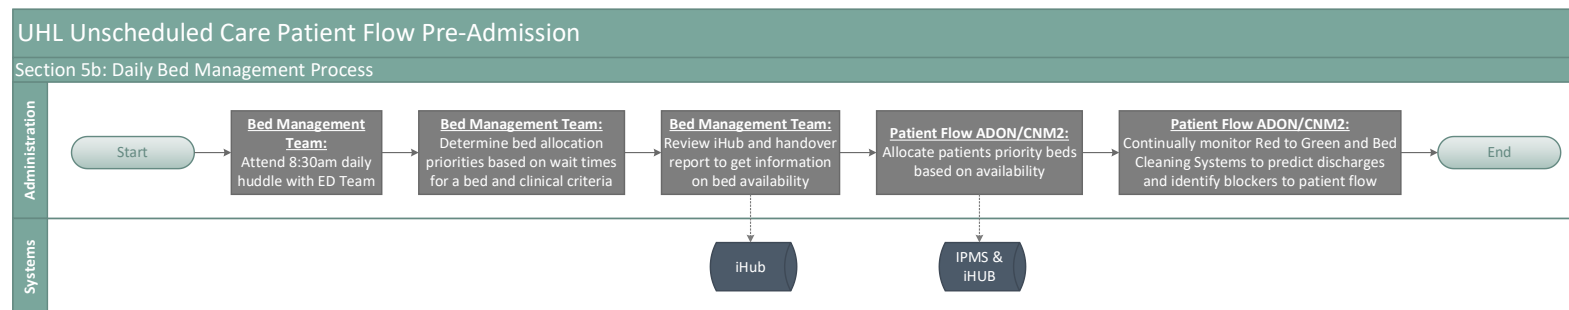 UHL Unscheduled Care Patient Flow Pre-Admission
Section 5b: Daily Bed Management Process
Administration
Start
Bed Management
Team:
Attend 8:30am daily
huddle with ED Team
Bed Management Team:
Determine bed allocation
priorities based on wait times
for a bed and clinical criteria
Bed Management Team:
Review iHub and handover
report to get information
on bed availability
Patient Flow ADON/CNM2:
Allocate patients priority beds
based on availability
Patient Flow ADON/CNM2:
Continually monitor Red to Green and Bed
Cleaning Systems to predict discharges
and identify blockers to patient flow
End
Systems
iHub
IPMS &
iHUB